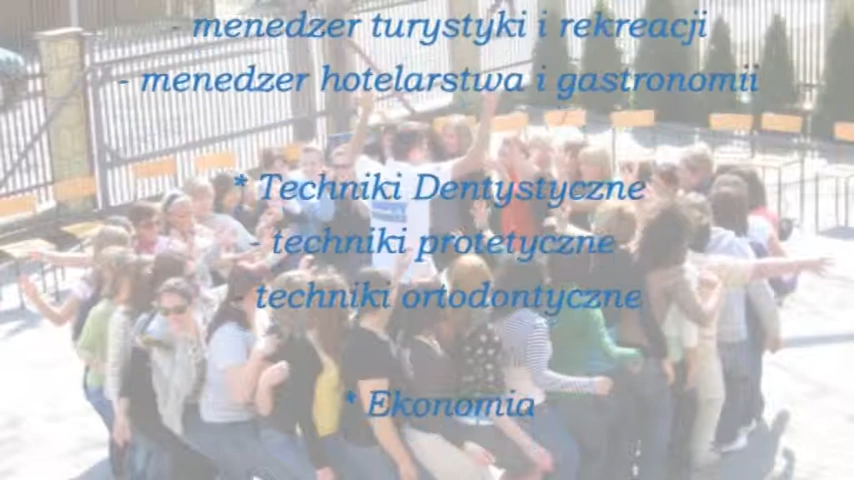 - menedzer turystyki i rekreacji
- menedzer hotelarstwa i gastronomii
* Techniki Dentystyczne
- techniki protetyczne
techniki ortodontyczne
* Ekonomia